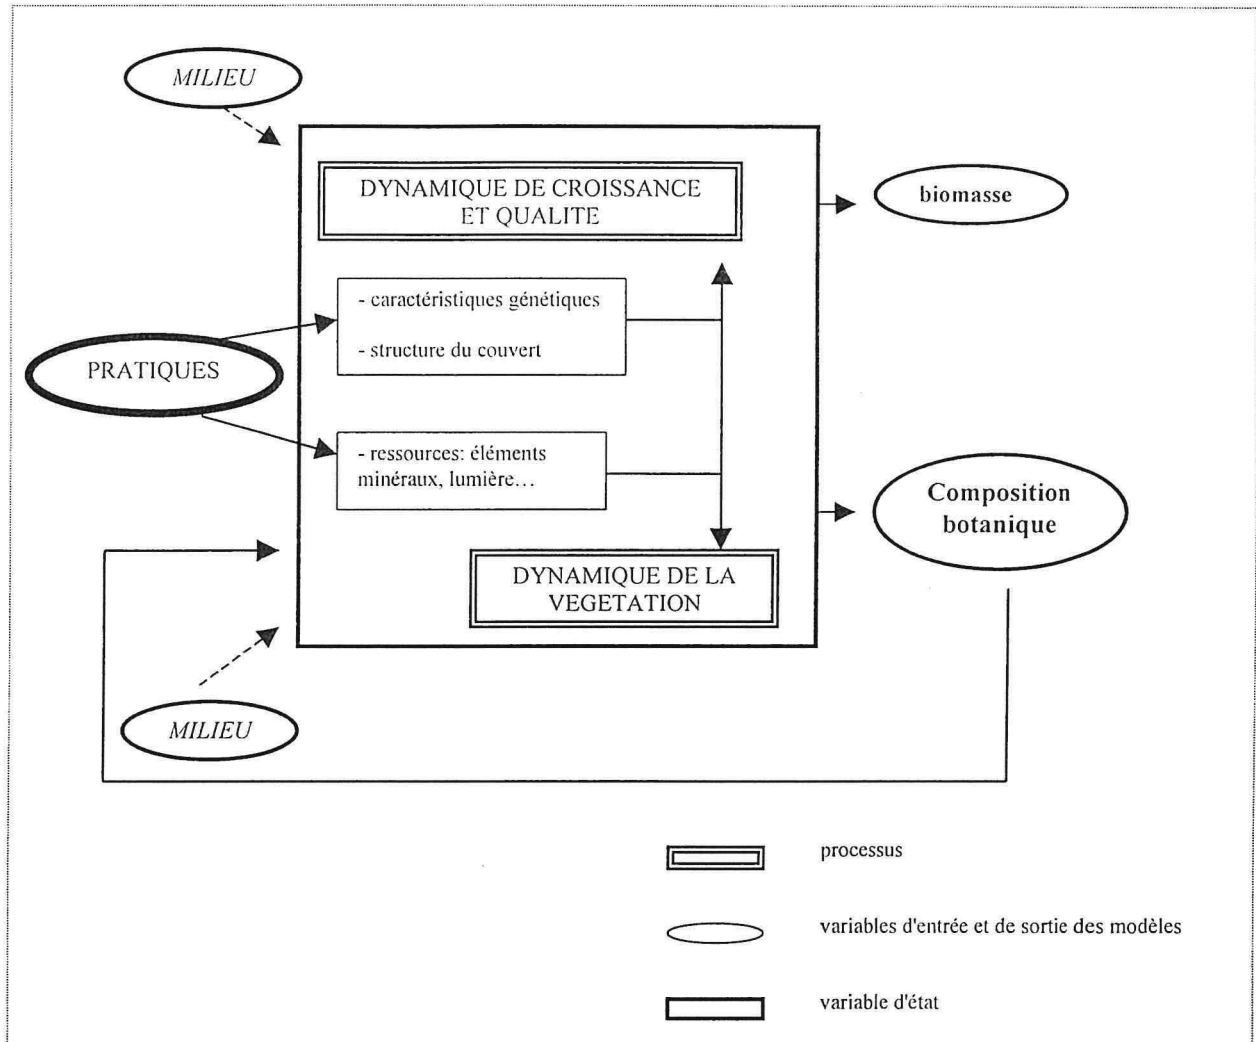 MILIEU
DYNAMIQUE DE CROISSANCE
ET QUALITE
biomasse
- caractéristiques génétiques
- structure du couvert
PRATIQUES
- ressources: éléments
minéraux, lumière...
Composition
botanique
DYNAMIQUE DE LA
VEGETATION
MILIEU
processus
variables d'entrée et de sortie des modèles
variable d'état